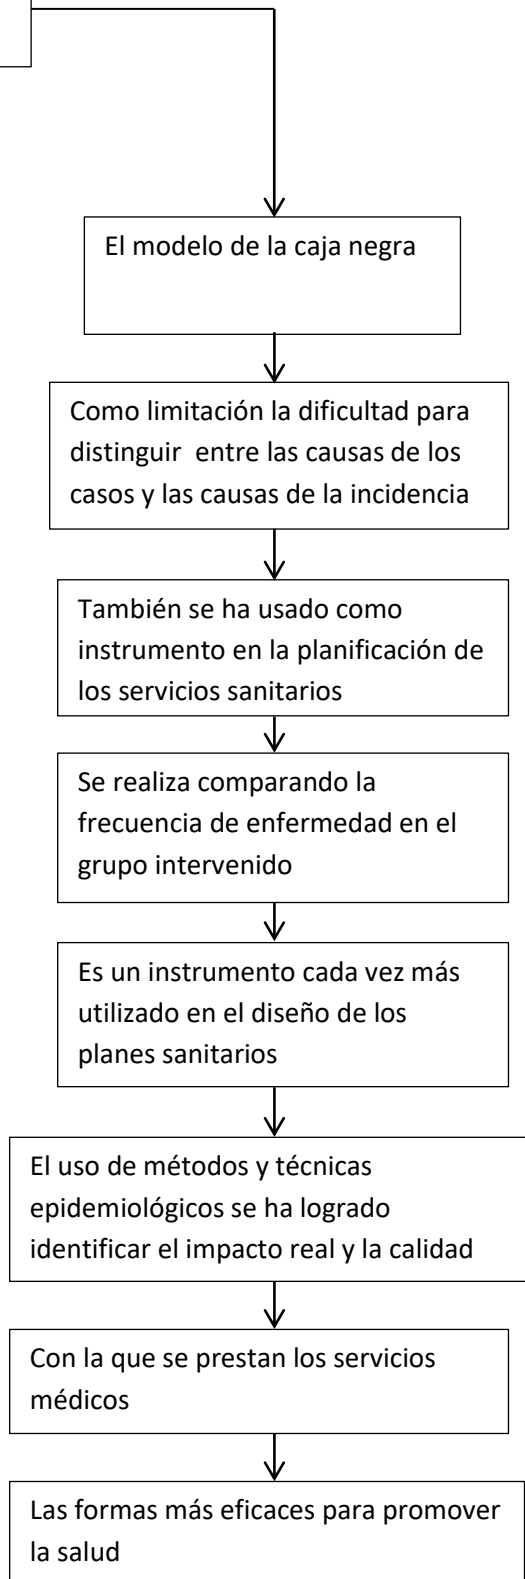 El modelo de la caja negra
Como limitación la dificultad para
distinguir entre las causas de los
casos y las causas de la incidencia
También se ha usado como
instrumento en la planificación de
los servicios sanitarios
Se realiza comparando la
frecuencia de enfermedad en el
grupo intervenido
Es un instrumento cada vez más
utilizado en el diseño de los
planes sanitarios
El uso de métodos y técnicas
epidemiológicos se ha logrado
identificar el impacto real y la calidad
Con la que se prestan los servicios
médicos
Las formas más eficaces para promover
la salud